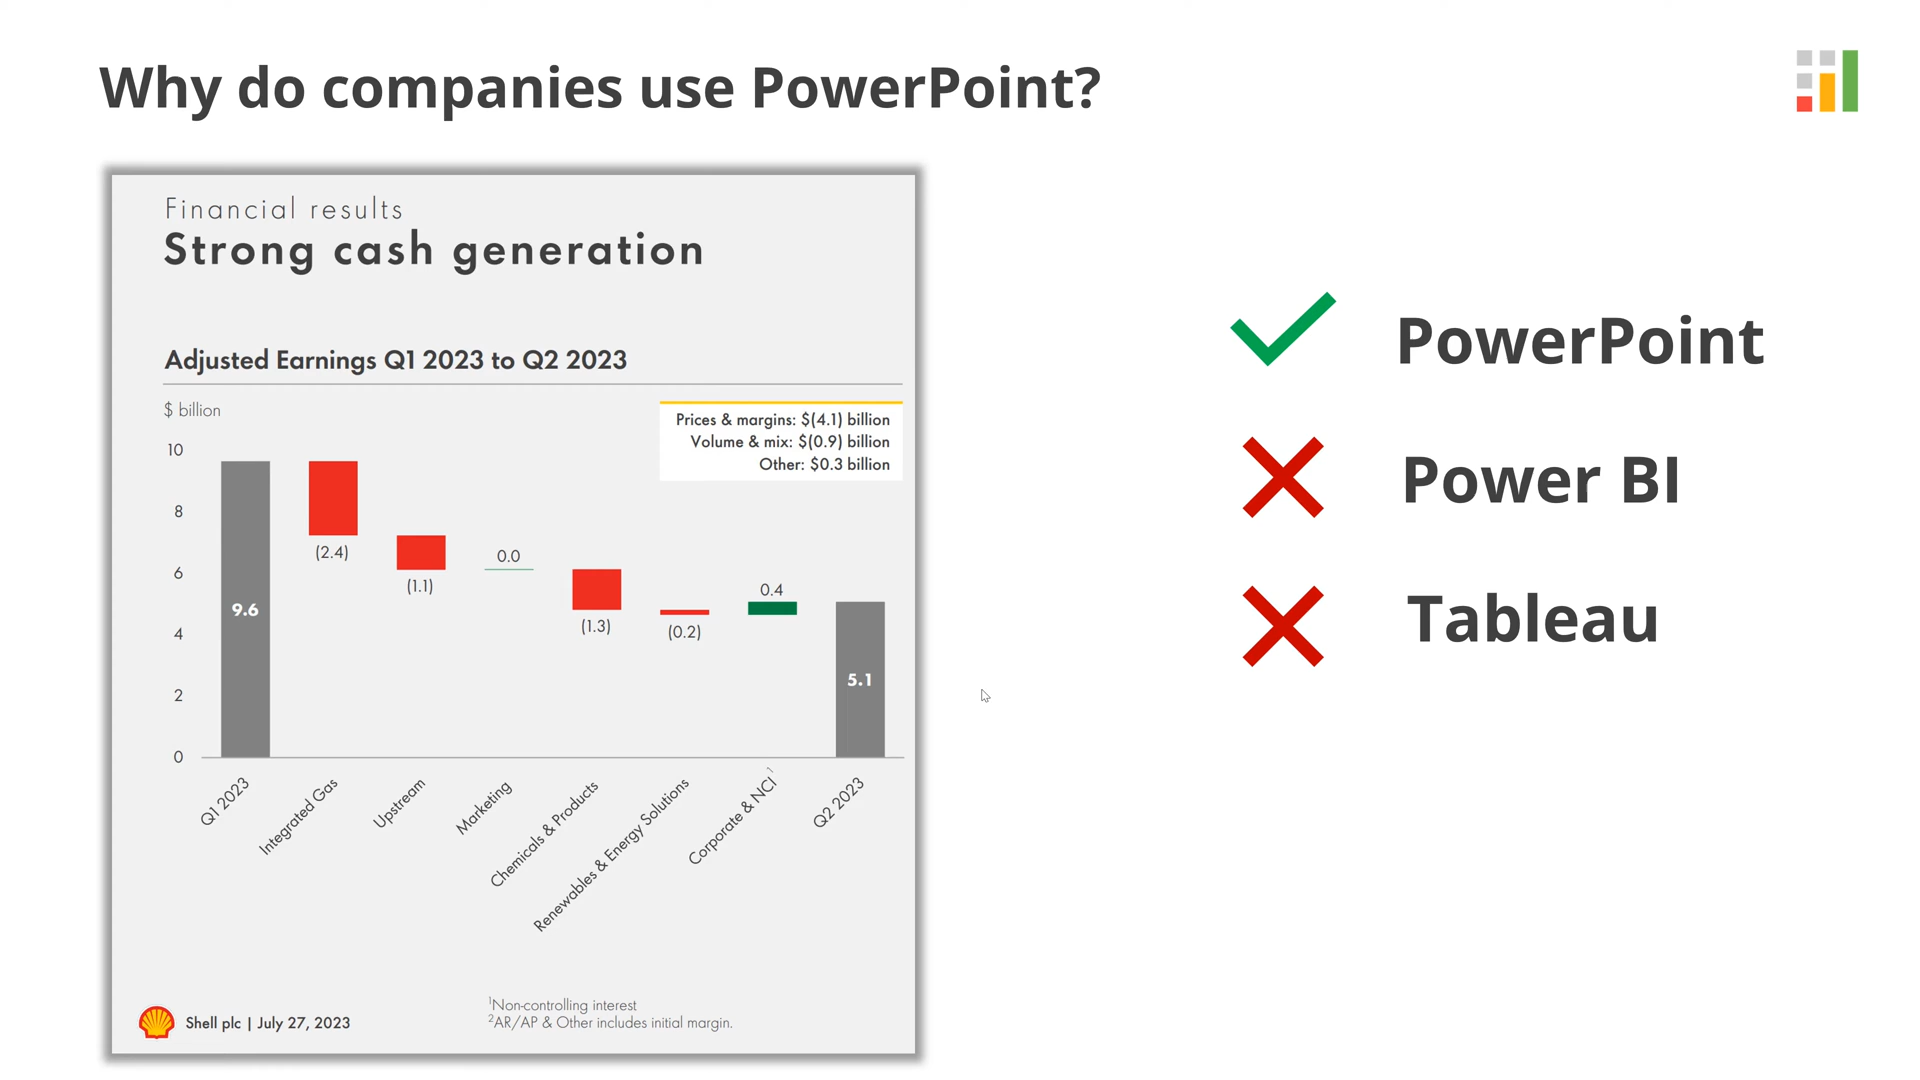 Why do companies use PowerPoint?
Financial results
Strong cash generation
Adjusted Earnings Q1 2023 to Q2 2023
$ billion
Prices & margins: $(4.1) billion
Volume & mix: $(0.9) billion
Other: $0.3 billion
10
8
6
4
2
0
9.6
(2.4)
(1.1)
0.0
(1.3)
(0.2)
0.4
5.1
Q1 2023
Integrated Gas
Upstream
Marketing
Chemicals & Products
Renewables & Energy Solutions
Corporate & NCI¹
Q2 2023
¹Non-controlling interest
²AR/AP & Other includes initial margin.
Shell plc | July 27, 2023
PowerPoint
Power BI
Tableau